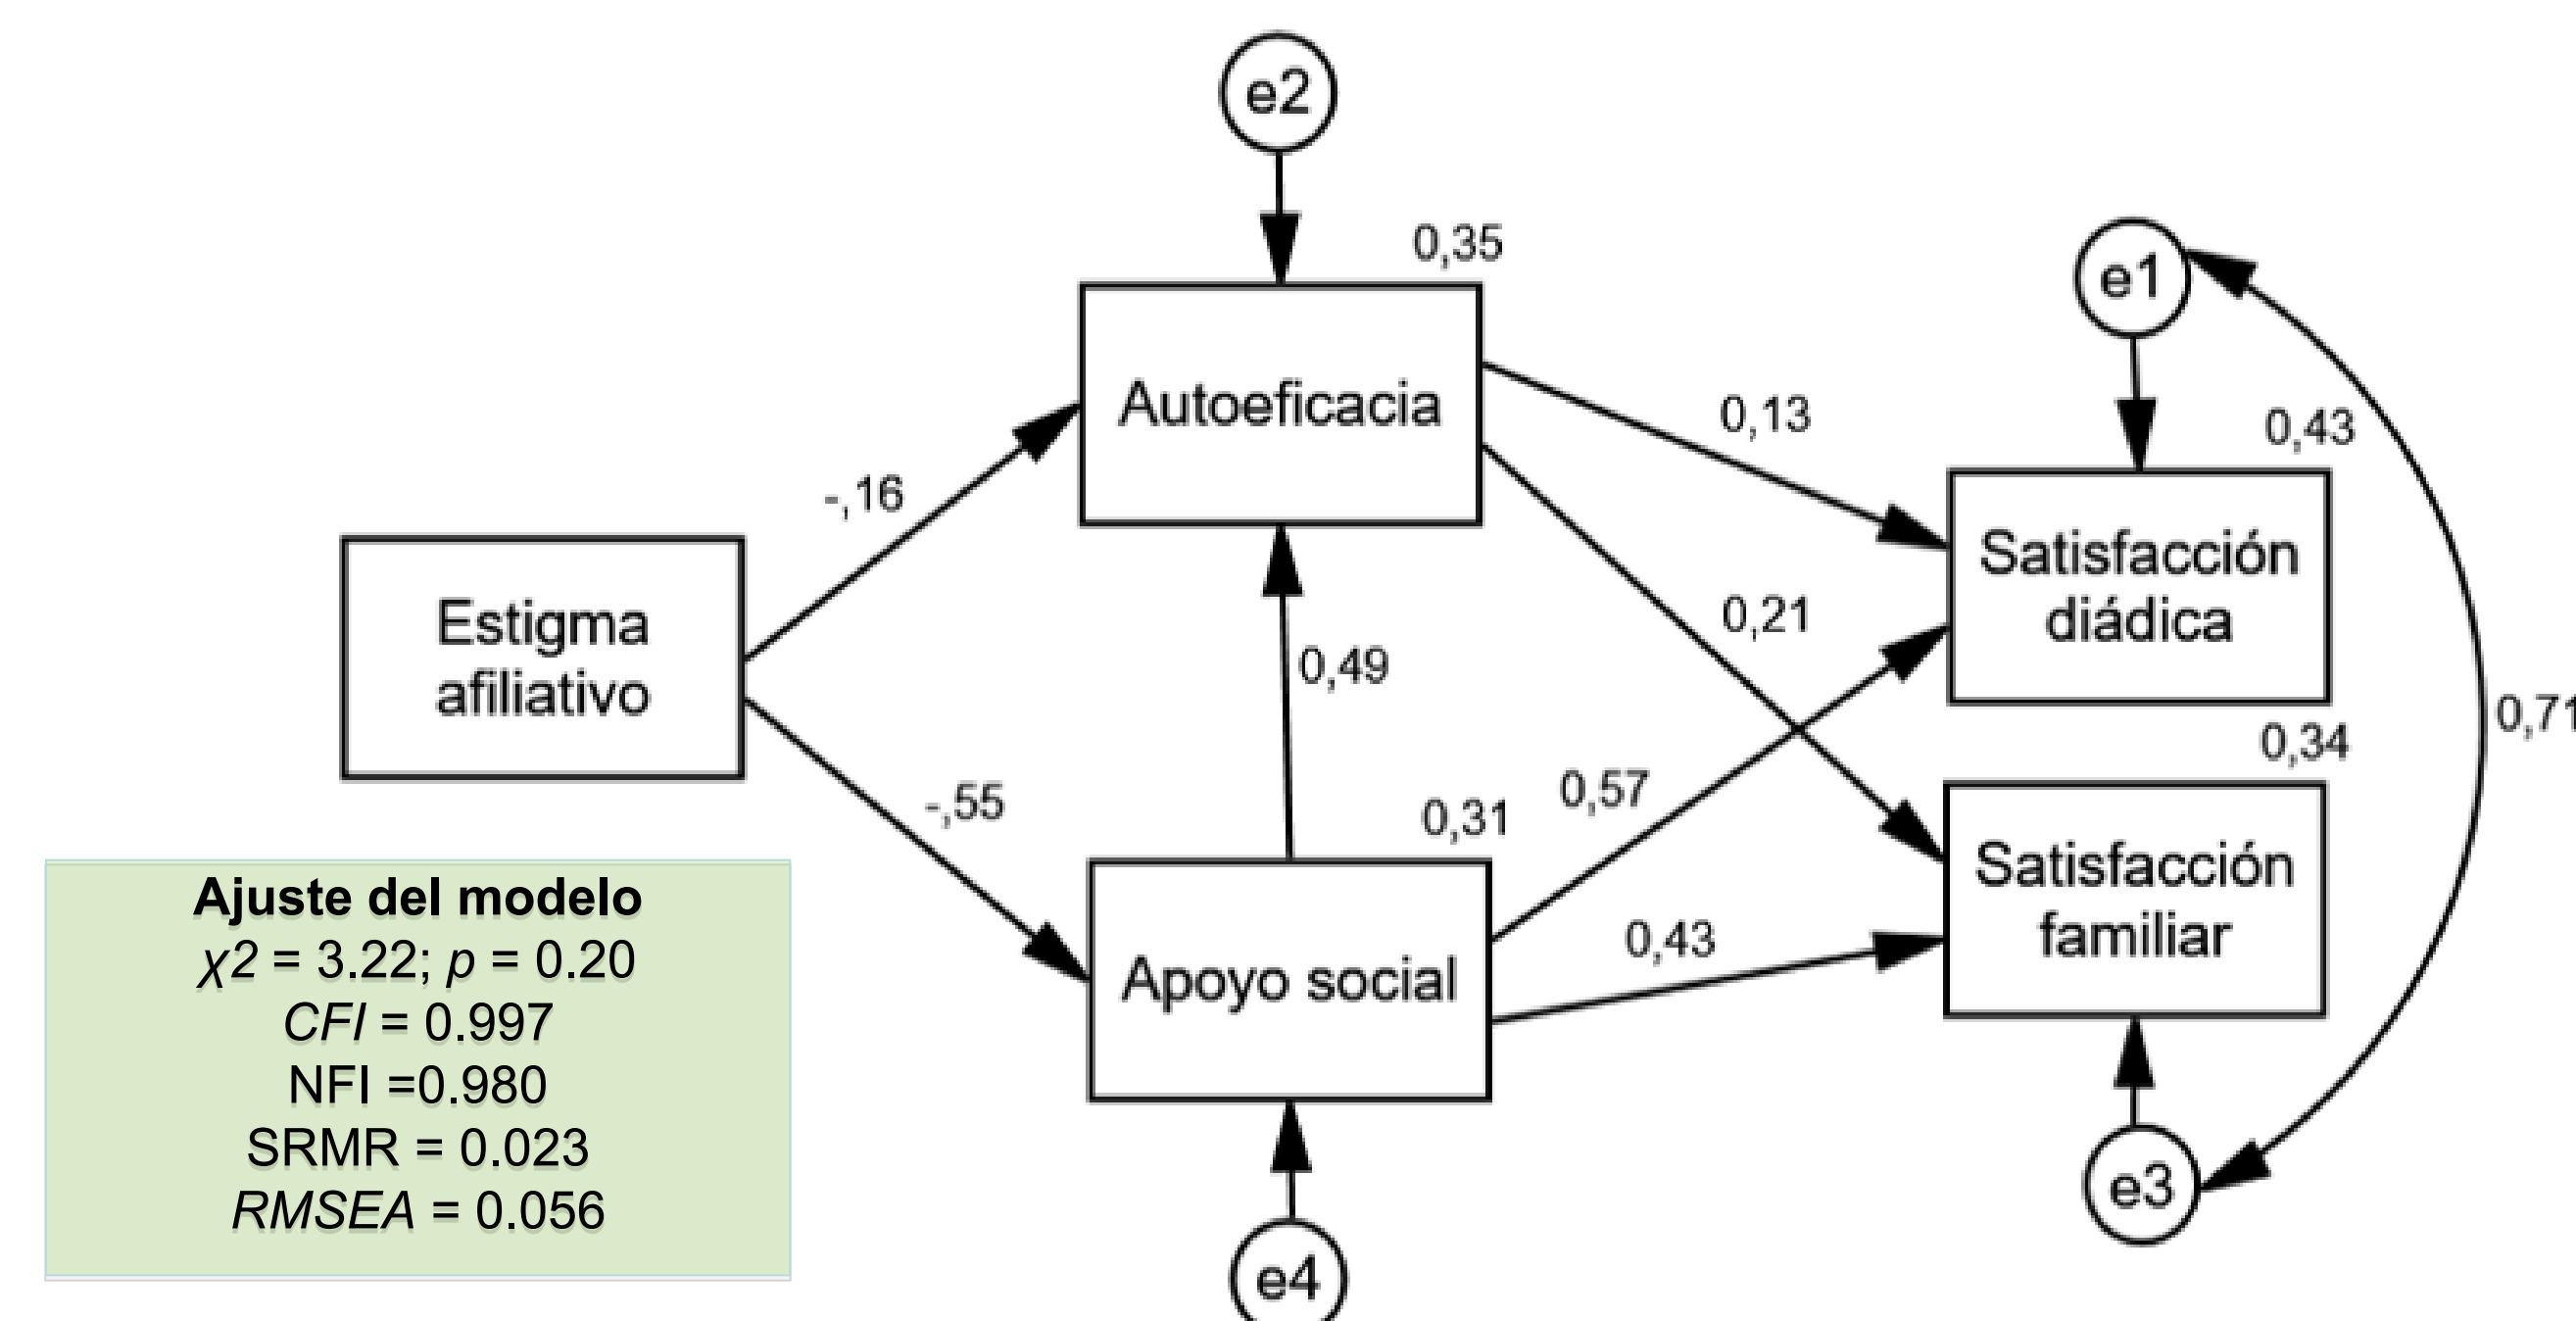 e2
0,35
e1
Autoeficacia
0,13
0,43
-,16
Satisfacción
diádica
Estigma
afiliativo
0,21
0,49
0,71
0,34
-,55
0,57
0,31
Satisfacción
familiar
0,43
Apoyo social
Ajuste del modelo
χ2 = 3.22; p = 0.20
CFI = 0.997
NFI =0.980
SRMR = 0.023
RMSEA = 0.056
e3
e4